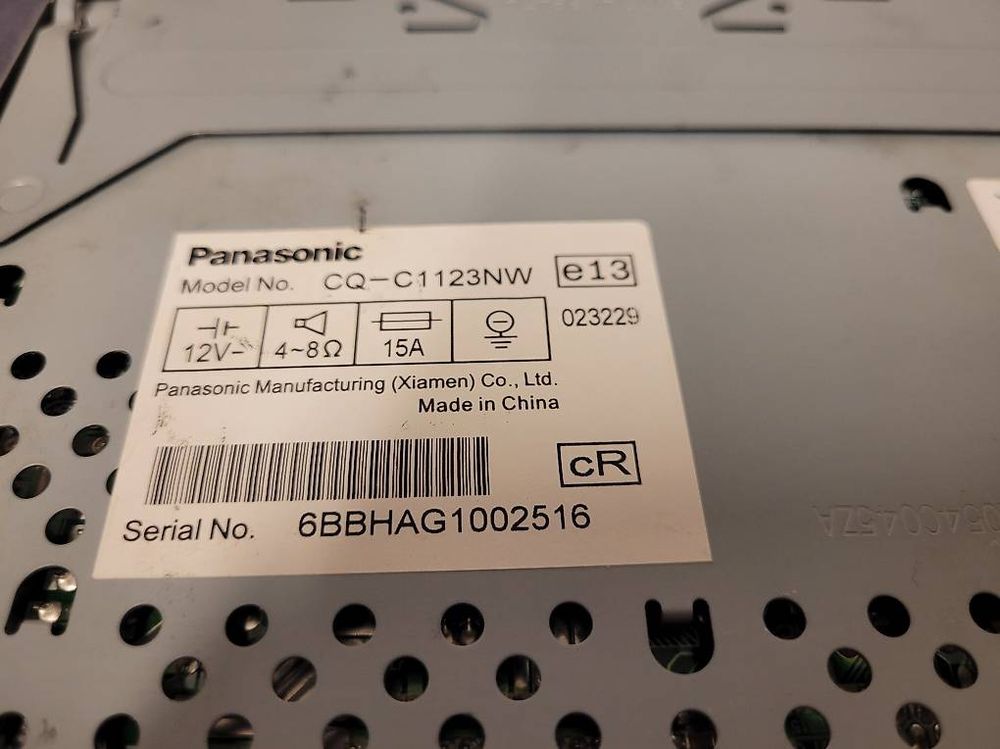 Panasonic
Model No. CQ-C1123NW e13
12V⎓ 4~8Ω 15A 023229
Panasonic Manufacturing (Xiamen) Co., Ltd.
Made in China
cR
Serial No. 6BBHAG1002516